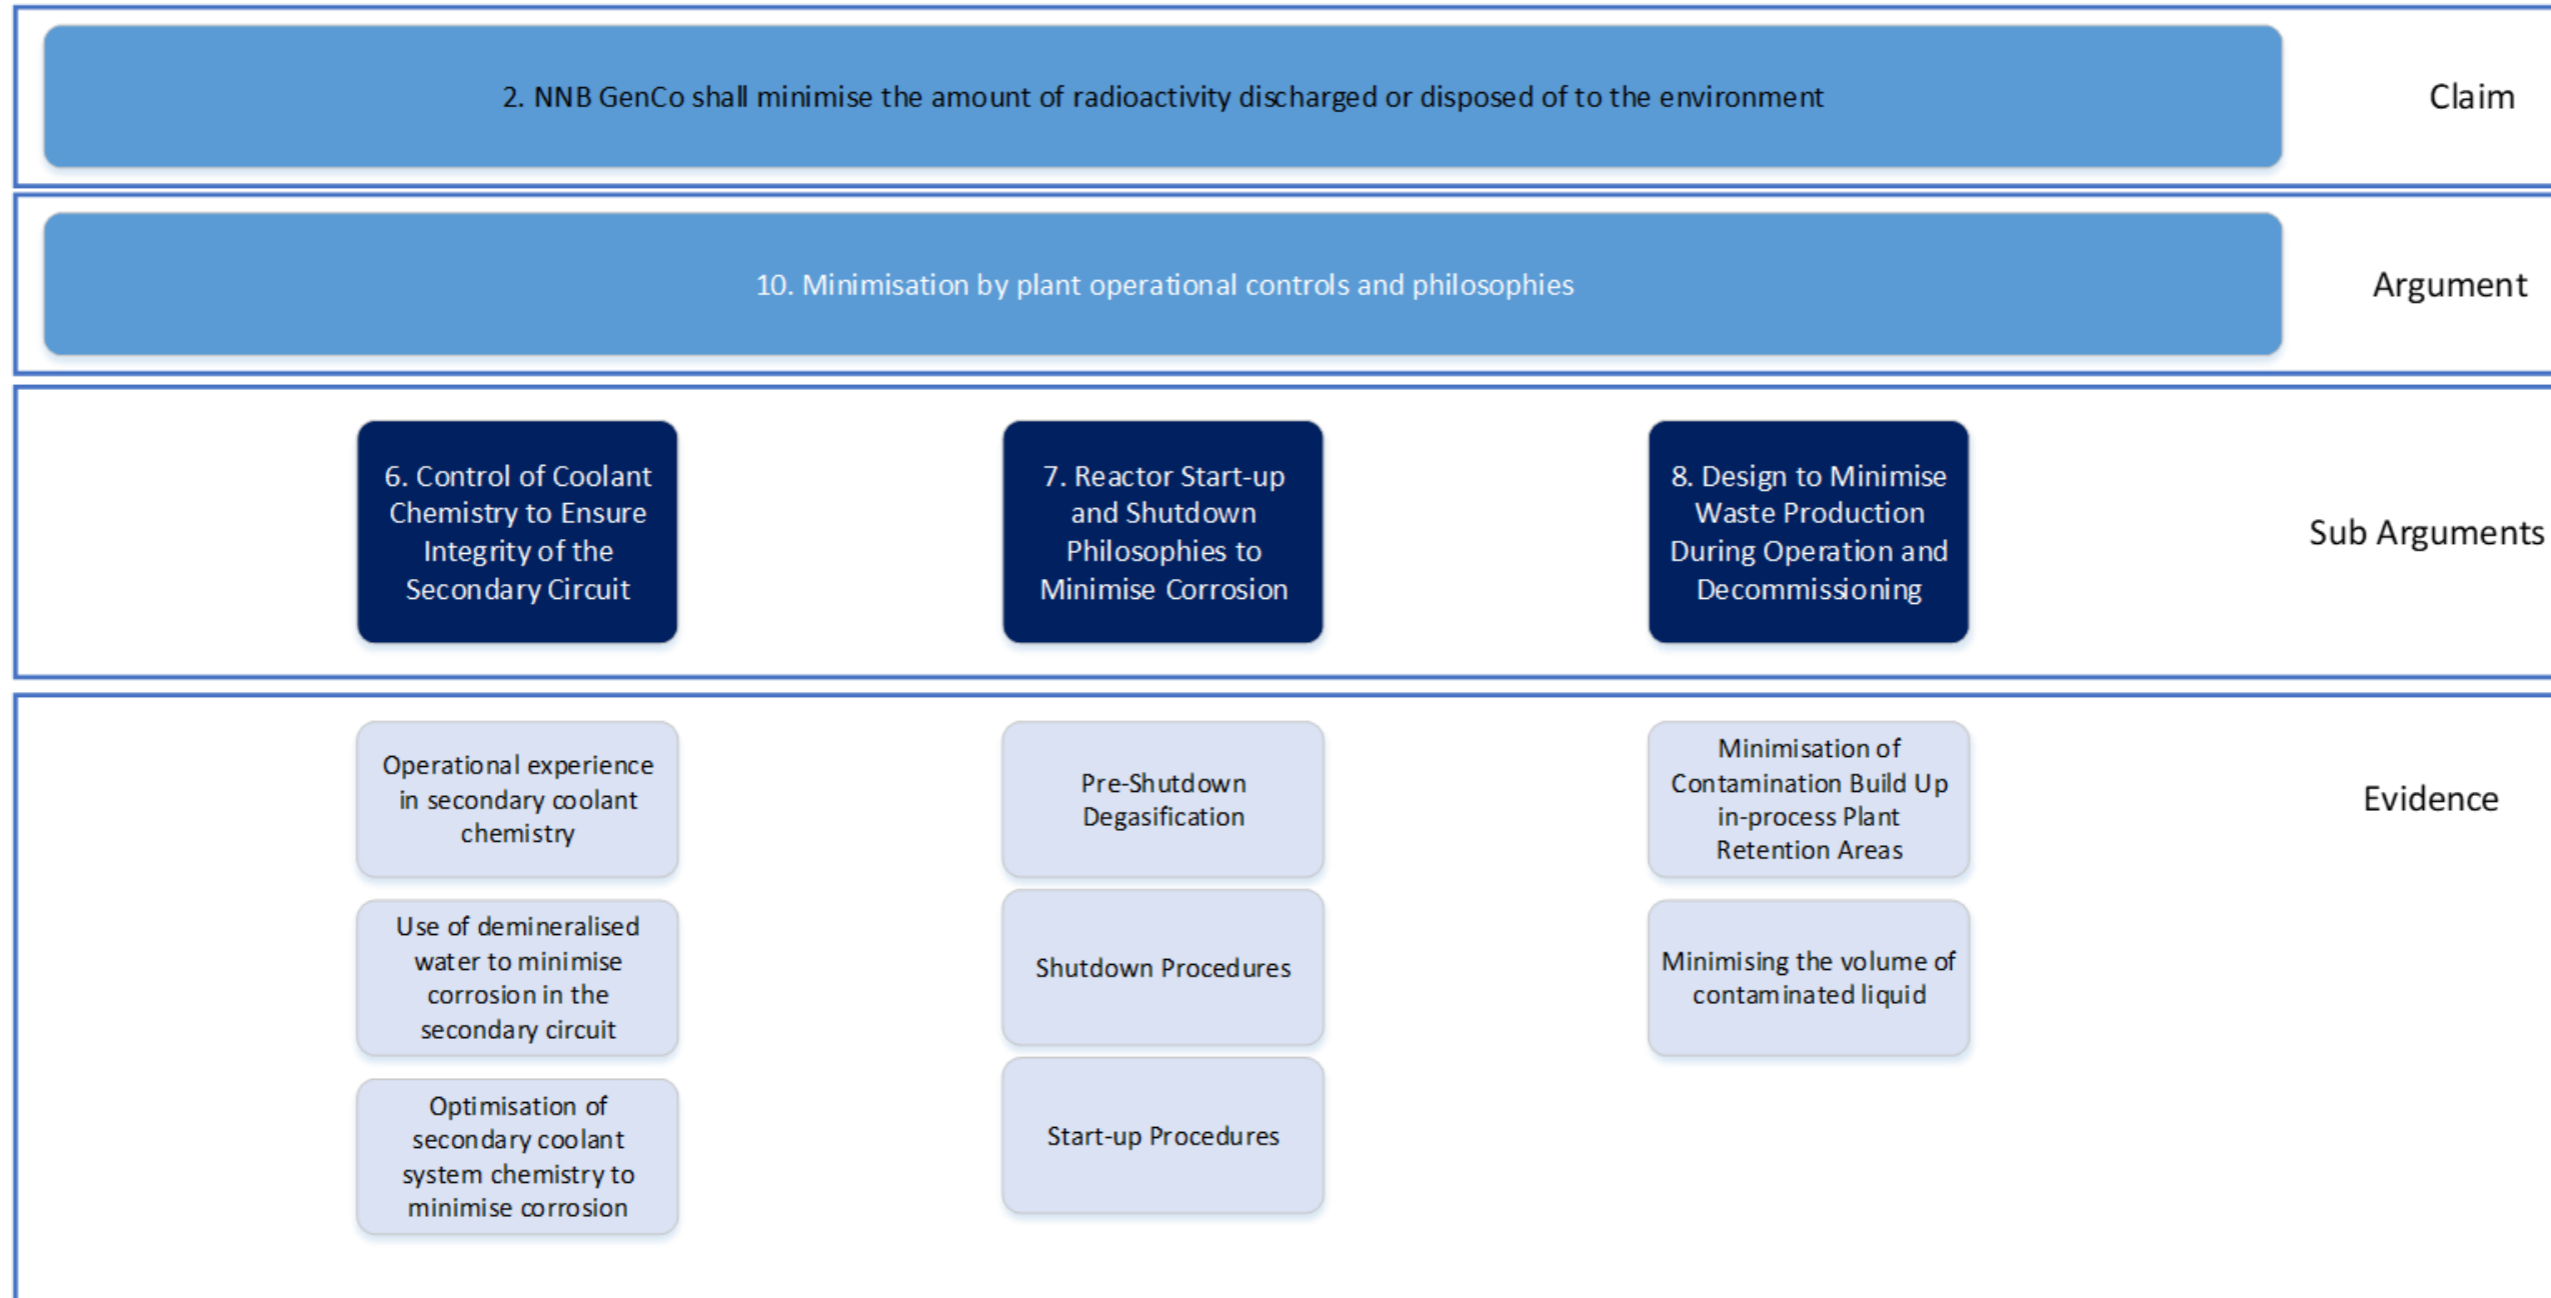 2. NNB GenCo shall minimise the amount of radioactivity discharged or disposed of to the environment
Claim
10. Minimisation by plant operational controls and philosophies
Argument
6. Control of Coolant
Chemistry to Ensure
Integrity of the
Secondary Circuit
7. Reactor Start-up
and Shutdown
Philosophies to
Minimise Corrosion
8. Design to Minimise
Waste Production
During Operation and
Decommissioning
Sub Arguments
Operational experience
in secondary coolant
chemistry
Pre-Shutdown
Degasification
Minimisation of
Contamination Build Up
in-process Plant
Retention Areas
Evidence
Use of demineralised
water to minimise
corrosion in the
secondary circuit
Shutdown Procedures
Minimising the volume of
contaminated liquid
Optimisation of
secondary coolant
system chemistry to
minimise corrosion
Start-up Procedures